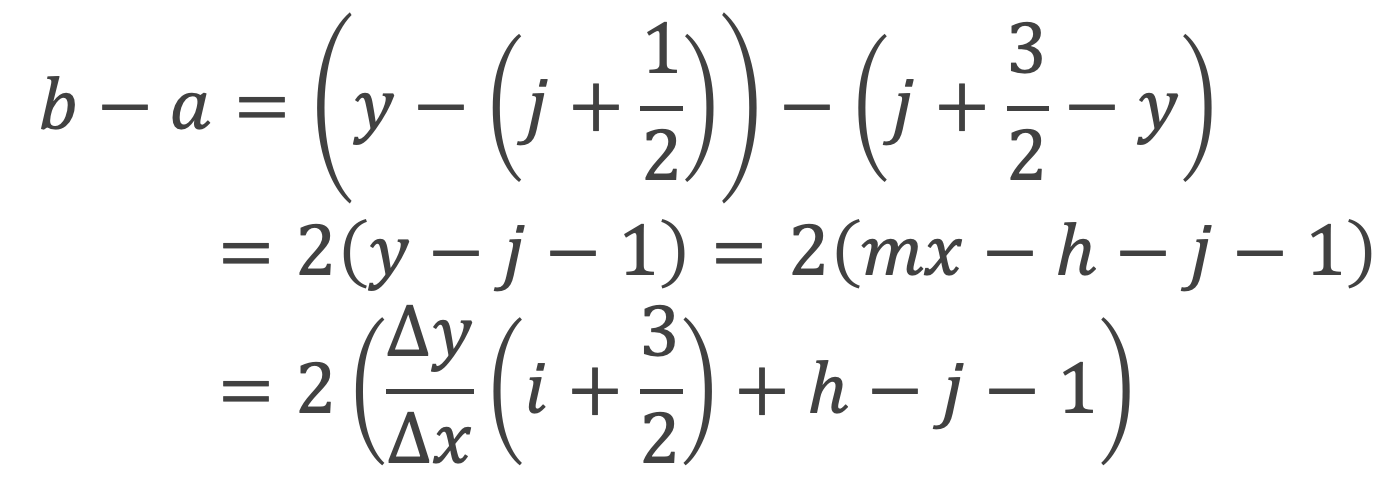 b − a = (y − (j + 1/2)) − (j + 3/2 − y)
= 2(y − j − 1) = 2(mx − h − j − 1)
= 2(Δy/Δx (i + 3/2) + h − j − 1)